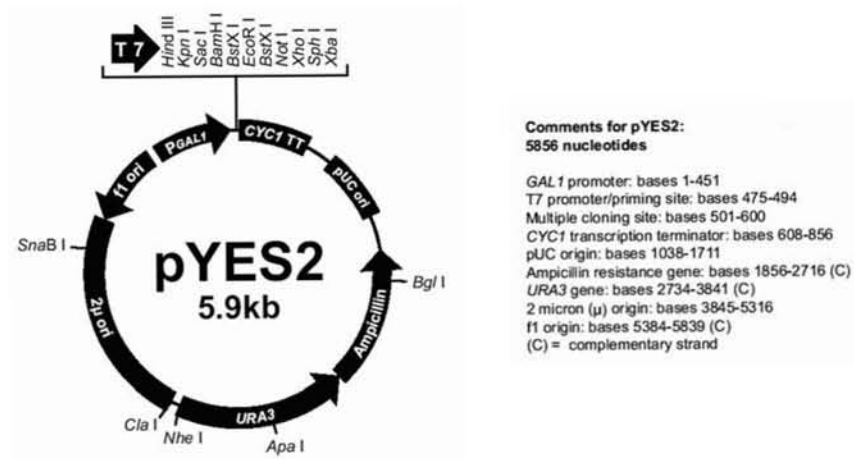 T 7
Hind III
Kpn I
Sac I
BamH I
BstX I
EcoR I
BstX I
Not I
Xho I
Sph I
Xba I
PGAL1
CYC1 TT
pUC ori
f1 ori
SnaB I
pYES2
5.9kb
Bgl I
2µ ori
Ampicillin
Cla I
Nhe I
URA3
Apa I
Comments for pYES2:
5856 nucleotides
GAL1 promoter: bases 1-451
T7 promoter/priming site: bases 475-494
Multiple cloning site: bases 501-600
CYC1 transcription terminator: bases 608-856
pUC origin: bases 1038-1711
Ampicillin resistance gene: bases 1856-2716 (C)
URA3 gene: bases 2734-3841 (C)
2 micron (µ) origin: bases 3845-5316
f1 origin: bases 5384-5839 (C)
(C) = complementary strand